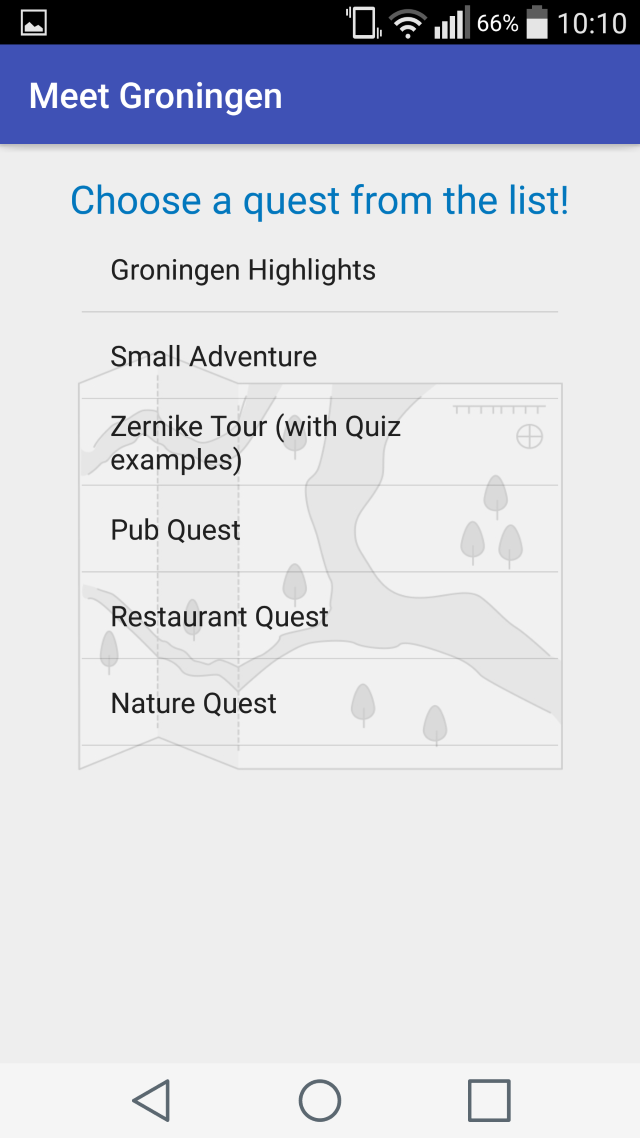 66% 10:10
Meet Groningen
Choose a quest from the list!
Groningen Highlights
Small Adventure
Zernike Tour (with Quiz
examples)
Pub Quest
Restaurant Quest
Nature Quest